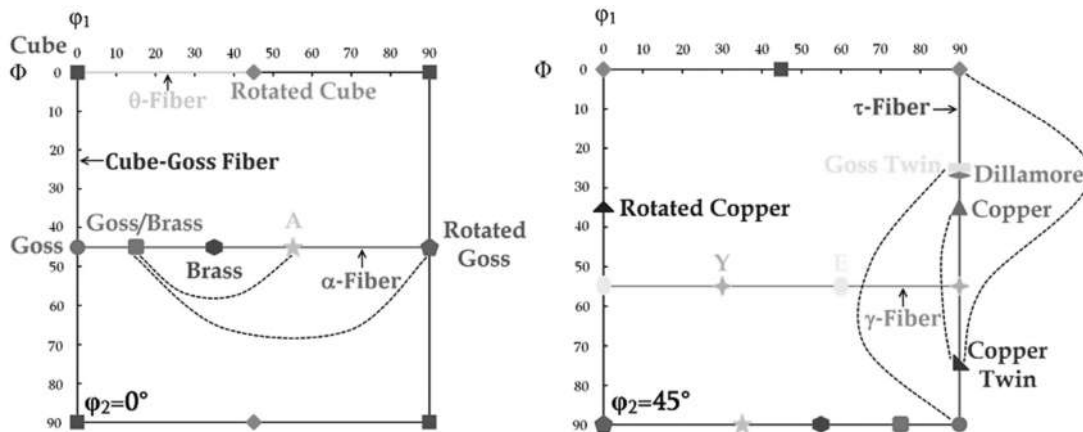 φ1
Cube 0 10 20 30 40 50 60 70 80 90
Φ 0
θ-Fiber Rotated Cube
10
20
Cube-Goss Fiber
30
40
Goss/Brass A
Goss
Rotated Goss
50
Brass
α-Fiber
60
70
80
90
φ2=0°
φ1
0 10 20 30 40 50 60 70 80 90
Φ 0
τ-Fiber
10
20
Goss Twin
Dillamore
30
Rotated Copper
Copper
40
50
Y E
60
γ-Fiber
70
Copper
Twin
80
φ2=45°
90